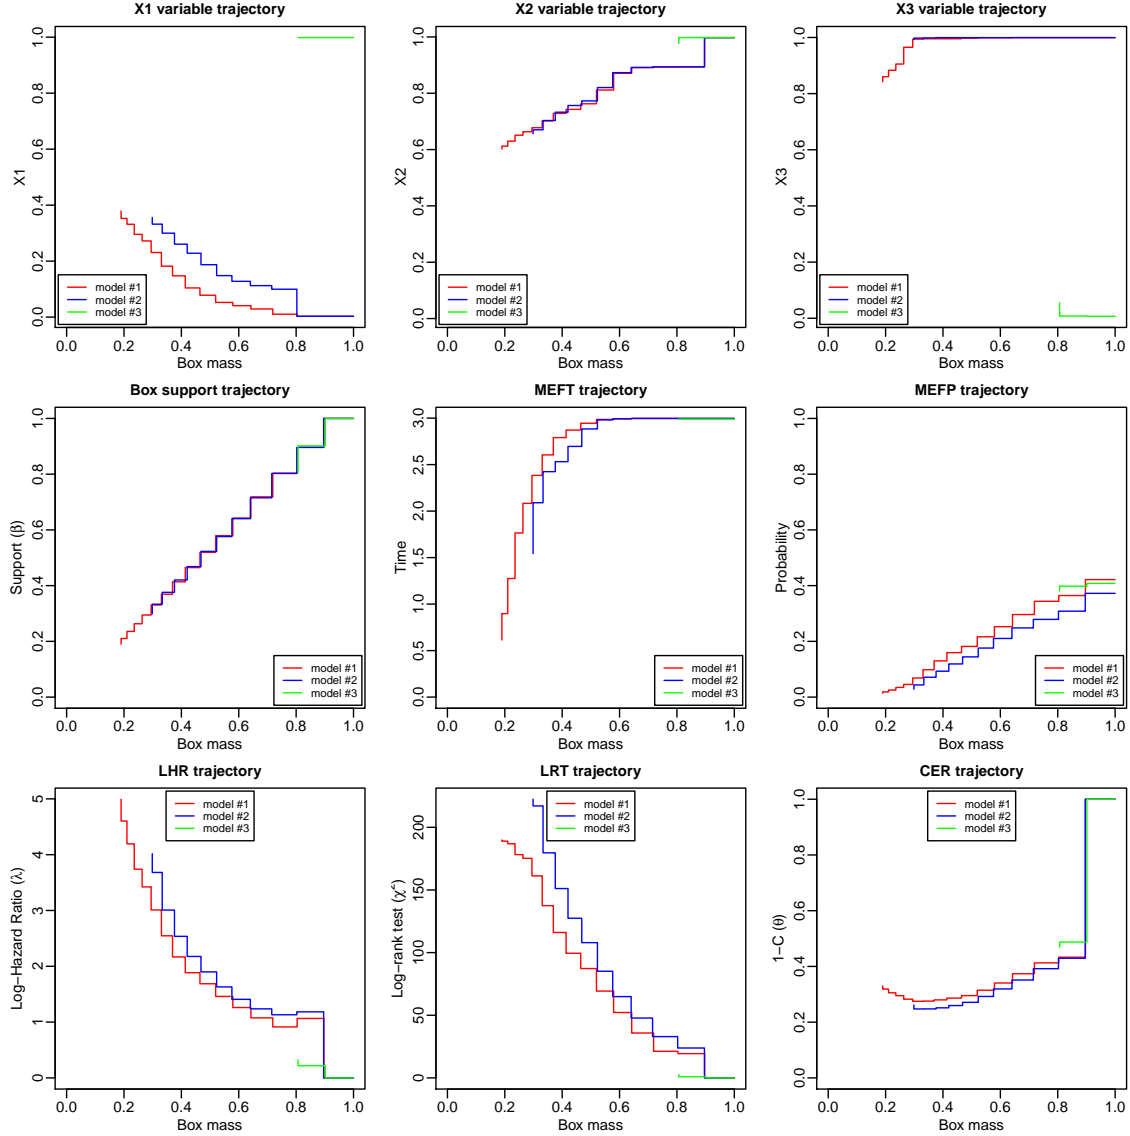 X1 variable trajectory
X1
1.0
0.8
0.6
0.4
0.2
0.0
model #1
model #2
model #3
0.0 0.2 0.4 0.6 0.8 1.0
Box mass
X2 variable trajectory
X2
1.0
0.8
0.6
0.4
0.2
0.0
model #1
model #2
model #3
0.0 0.2 0.4 0.6 0.8 1.0
Box mass
X3 variable trajectory
X3
1.0
0.8
0.6
0.4
0.2
0.0
model #1
model #2
model #3
0.0 0.2 0.4 0.6 0.8 1.0
Box mass
Box support trajectory
Support (β)
1.0
0.8
0.6
0.4
0.2
0.0
model #1
model #2
model #3
0.0 0.2 0.4 0.6 0.8 1.0
Box mass
MEFT trajectory
Time
3.0
2.5
2.0
1.5
1.0
0.5
0.0
model #1
model #2
model #3
0.0 0.2 0.4 0.6 0.8 1.0
Box mass
MEFP trajectory
Probability
1.0
0.8
0.6
0.4
0.2
0.0
model #1
model #2
model #3
0.0 0.2 0.4 0.6 0.8 1.0
Box mass
LHR trajectory
Log−Hazard Ratio (λ)
5
4
3
2
1
0
model #1
model #2
model #3
0.0 0.2 0.4 0.6 0.8 1.0
Box mass
LRT trajectory
Log−rank test (χ²)
200
150
100
50
0
model #1
model #2
model #3
0.0 0.2 0.4 0.6 0.8 1.0
Box mass
CER trajectory
1−C (θ)
1.0
0.8
0.6
0.4
0.2
0.0
model #1
model #2
model #3
0.0 0.2 0.4 0.6 0.8 1.0
Box mass